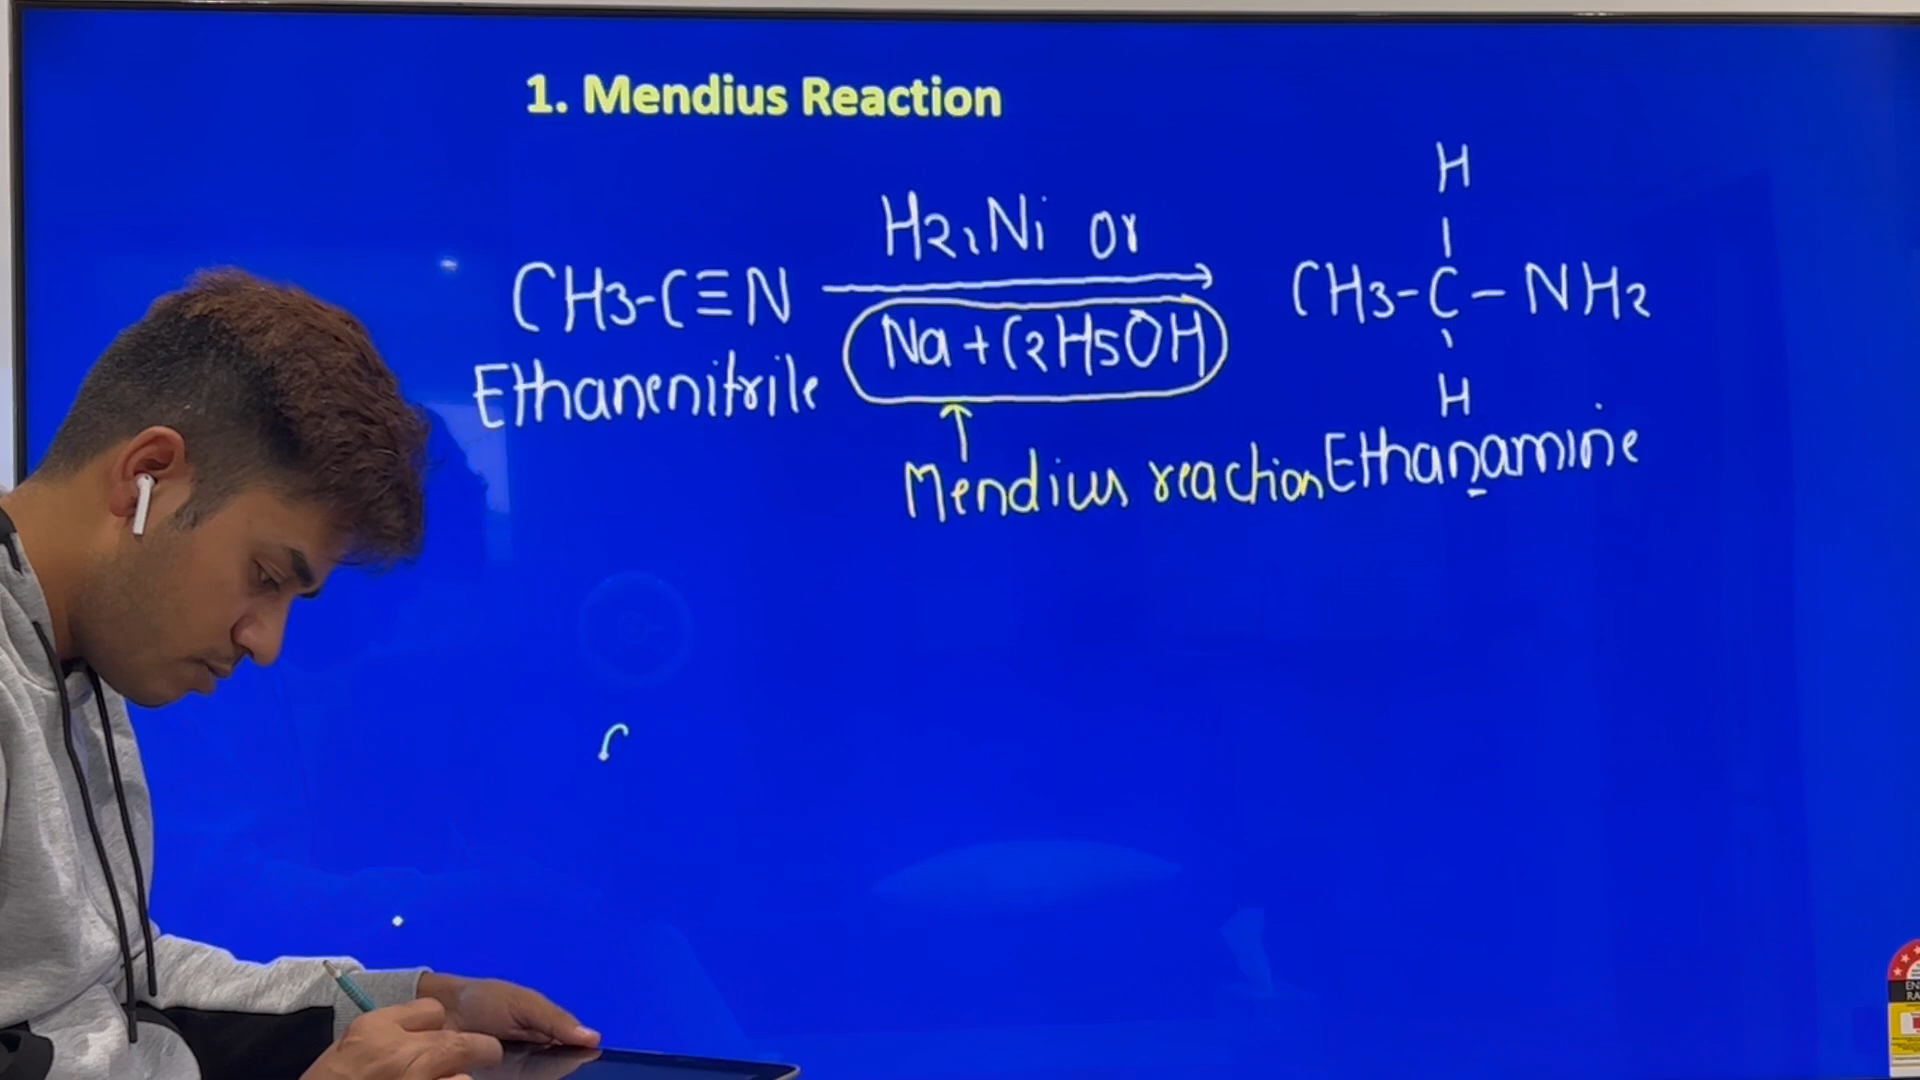 1. Mendius Reaction
H
H2, Ni or
CH3-C≡N
CH3-C-NH2
Na+C2H5OH
Ethanenitrile
H
Ethanamine
Mendius reaction